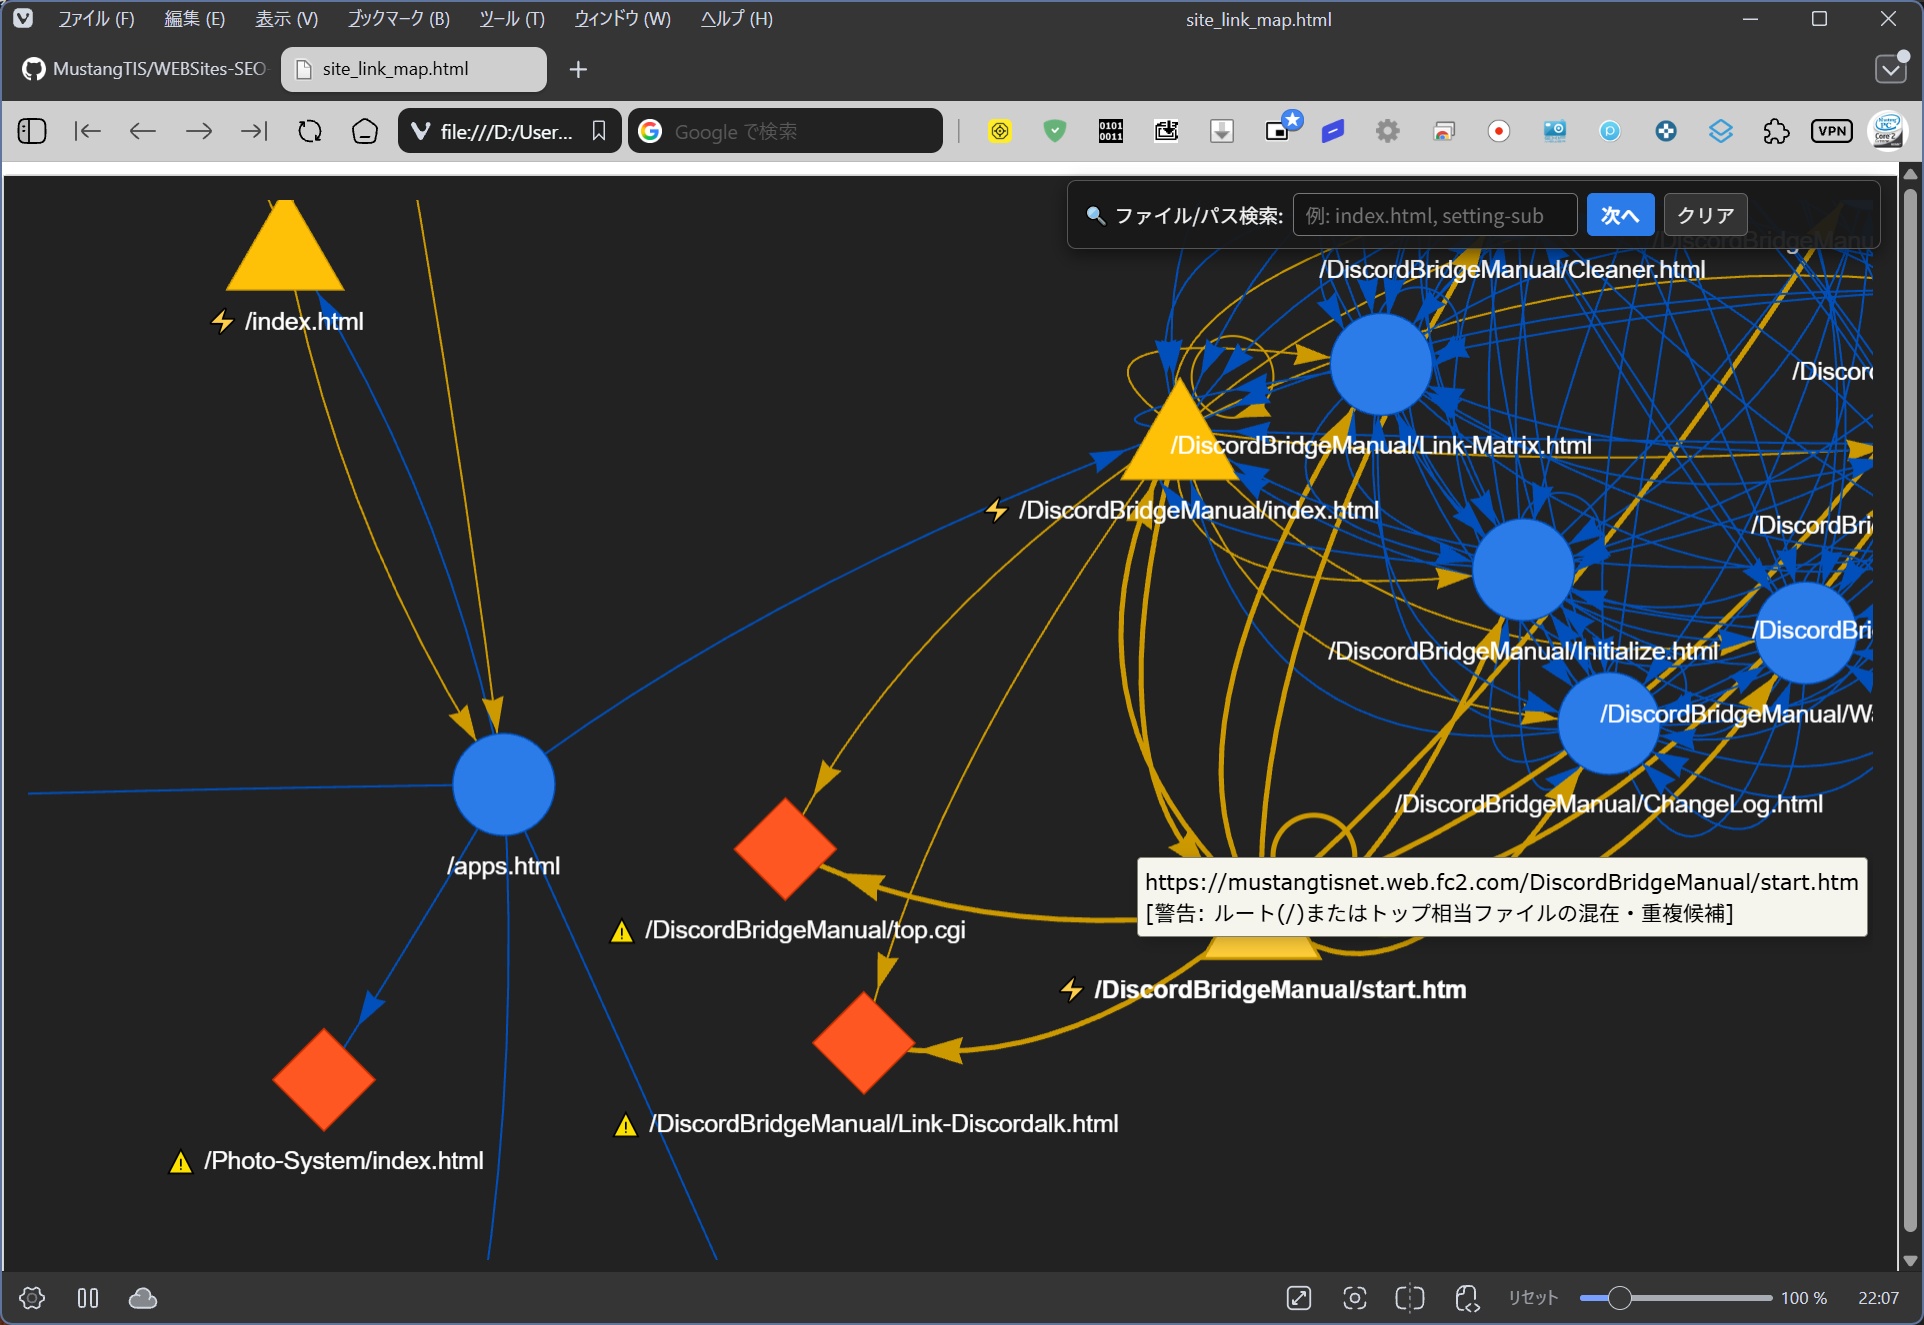 ファイル (F) 編集 (E) 表示 (V) ブックマーク (B) ツール (T) ウィンドウ (W) ヘルプ (H) site_link_map.html
MustangTIS/WEBSites-SEO- site_link_map.html
file:///D:/User... Google で検索 VPN
ファイル/パス検索: 例: index.html, setting-sub 次へ クリア
/DiscordBridgeManu
/DiscordBridgeManual/Cleaner.html
/index.html
/Discord
/DiscordBridgeManual/Link-Matrix.html
/DiscordBridgeManual/index.html
/DiscordBri
/DiscordBri
/DiscordBridgeManual/Initialize.html
/DiscordBridgeManual/Wa
/DiscordBridgeManual/ChangeLog.html
/apps.html
https://mustangtisnet.web.fc2.com/DiscordBridgeManual/start.htm
[警告: ルート(/)またはトップ相当ファイルの混在・重複候補]
/DiscordBridgeManual/top.cgi
/DiscordBridgeManual/start.htm
/DiscordBridgeManual/Link-Discordalk.html
/Photo-System/index.html
リセット 100 % 22:07